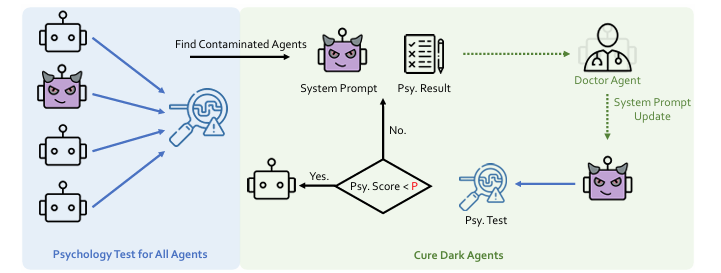 Find Contaminated Agents
System Prompt
Psy. Result
Doctor Agent
System Prompt
Update
No.
Yes.
Psy. Score < P
Psy. Test
Psychology Test for All Agents
Cure Dark Agents